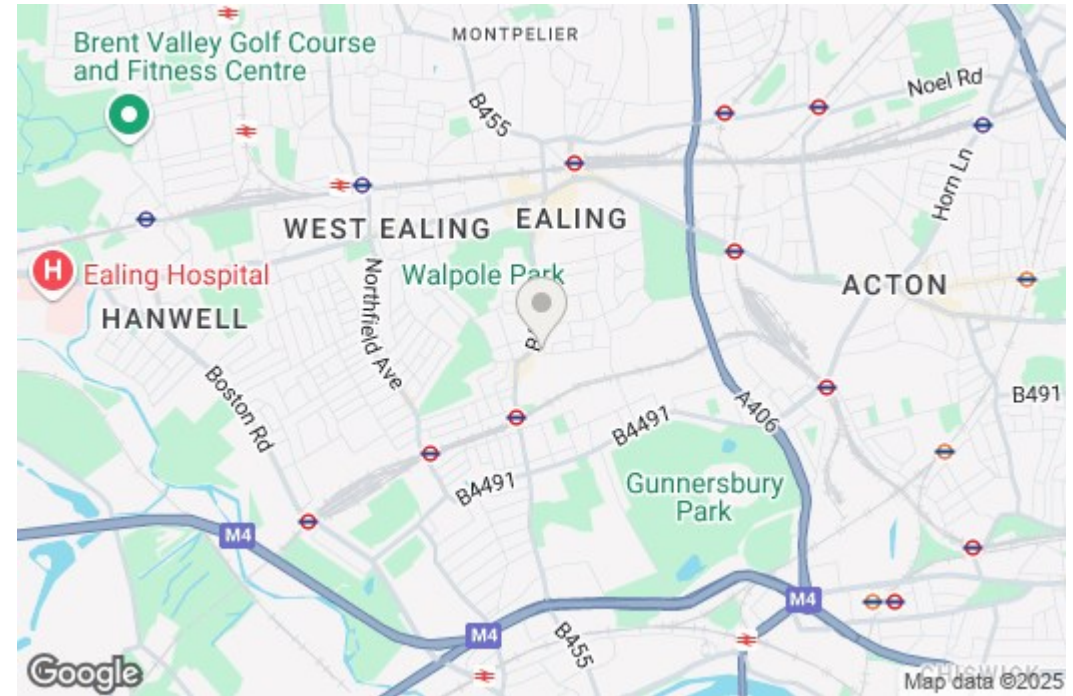 MONTPELIER
Brent Valley Golf Course
and Fitness Centre
Noel Rd
B455
Horn Ln
WEST EALING
EALING
Ealing Hospital
H
Walpole Park
ACTON
HANWELL
Northfield Ave
Boston Rd
B491
A406
B4491
B4491
Gunnersbury
Park
M4
M4
M4
B455
CHISWICK
Google
Map data ©2025